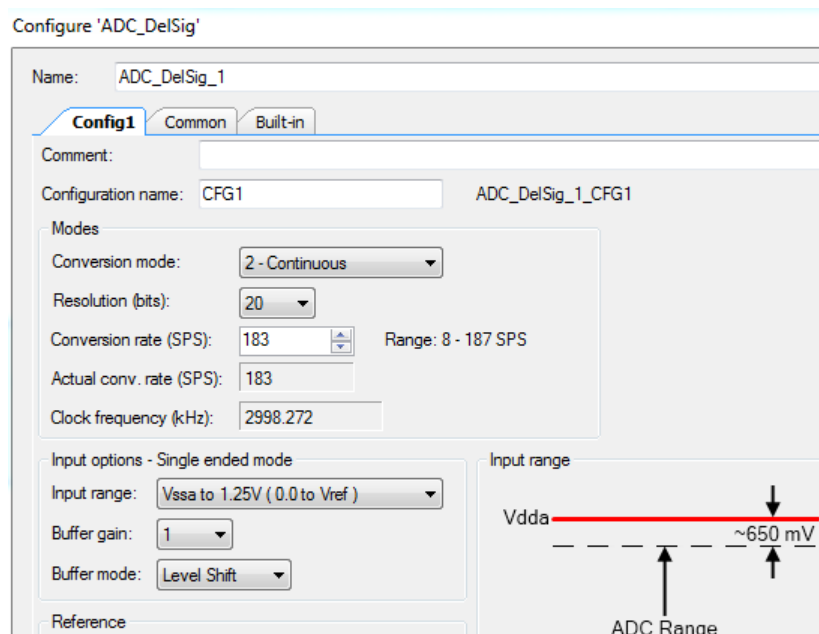 Configure 'ADC_DelSig'
Name: ADC_DelSig_1
Config1 Common Built-in
Comment:
Configuration name: CFG1 ADC_DelSig_1_CFG1
Modes
Conversion mode: 2 - Continuous
Resolution (bits): 20
Conversion rate (SPS): 183 Range: 8 - 187 SPS
Actual conv. rate (SPS): 183
Clock frequency (kHz): 2998.272
Input options - Single ended mode
Input range: Vssa to 1.25V ( 0.0 to Vref )
Buffer gain: 1
Buffer mode: Level Shift
Reference
Input range
Vdda
~650 mV
ADC Range